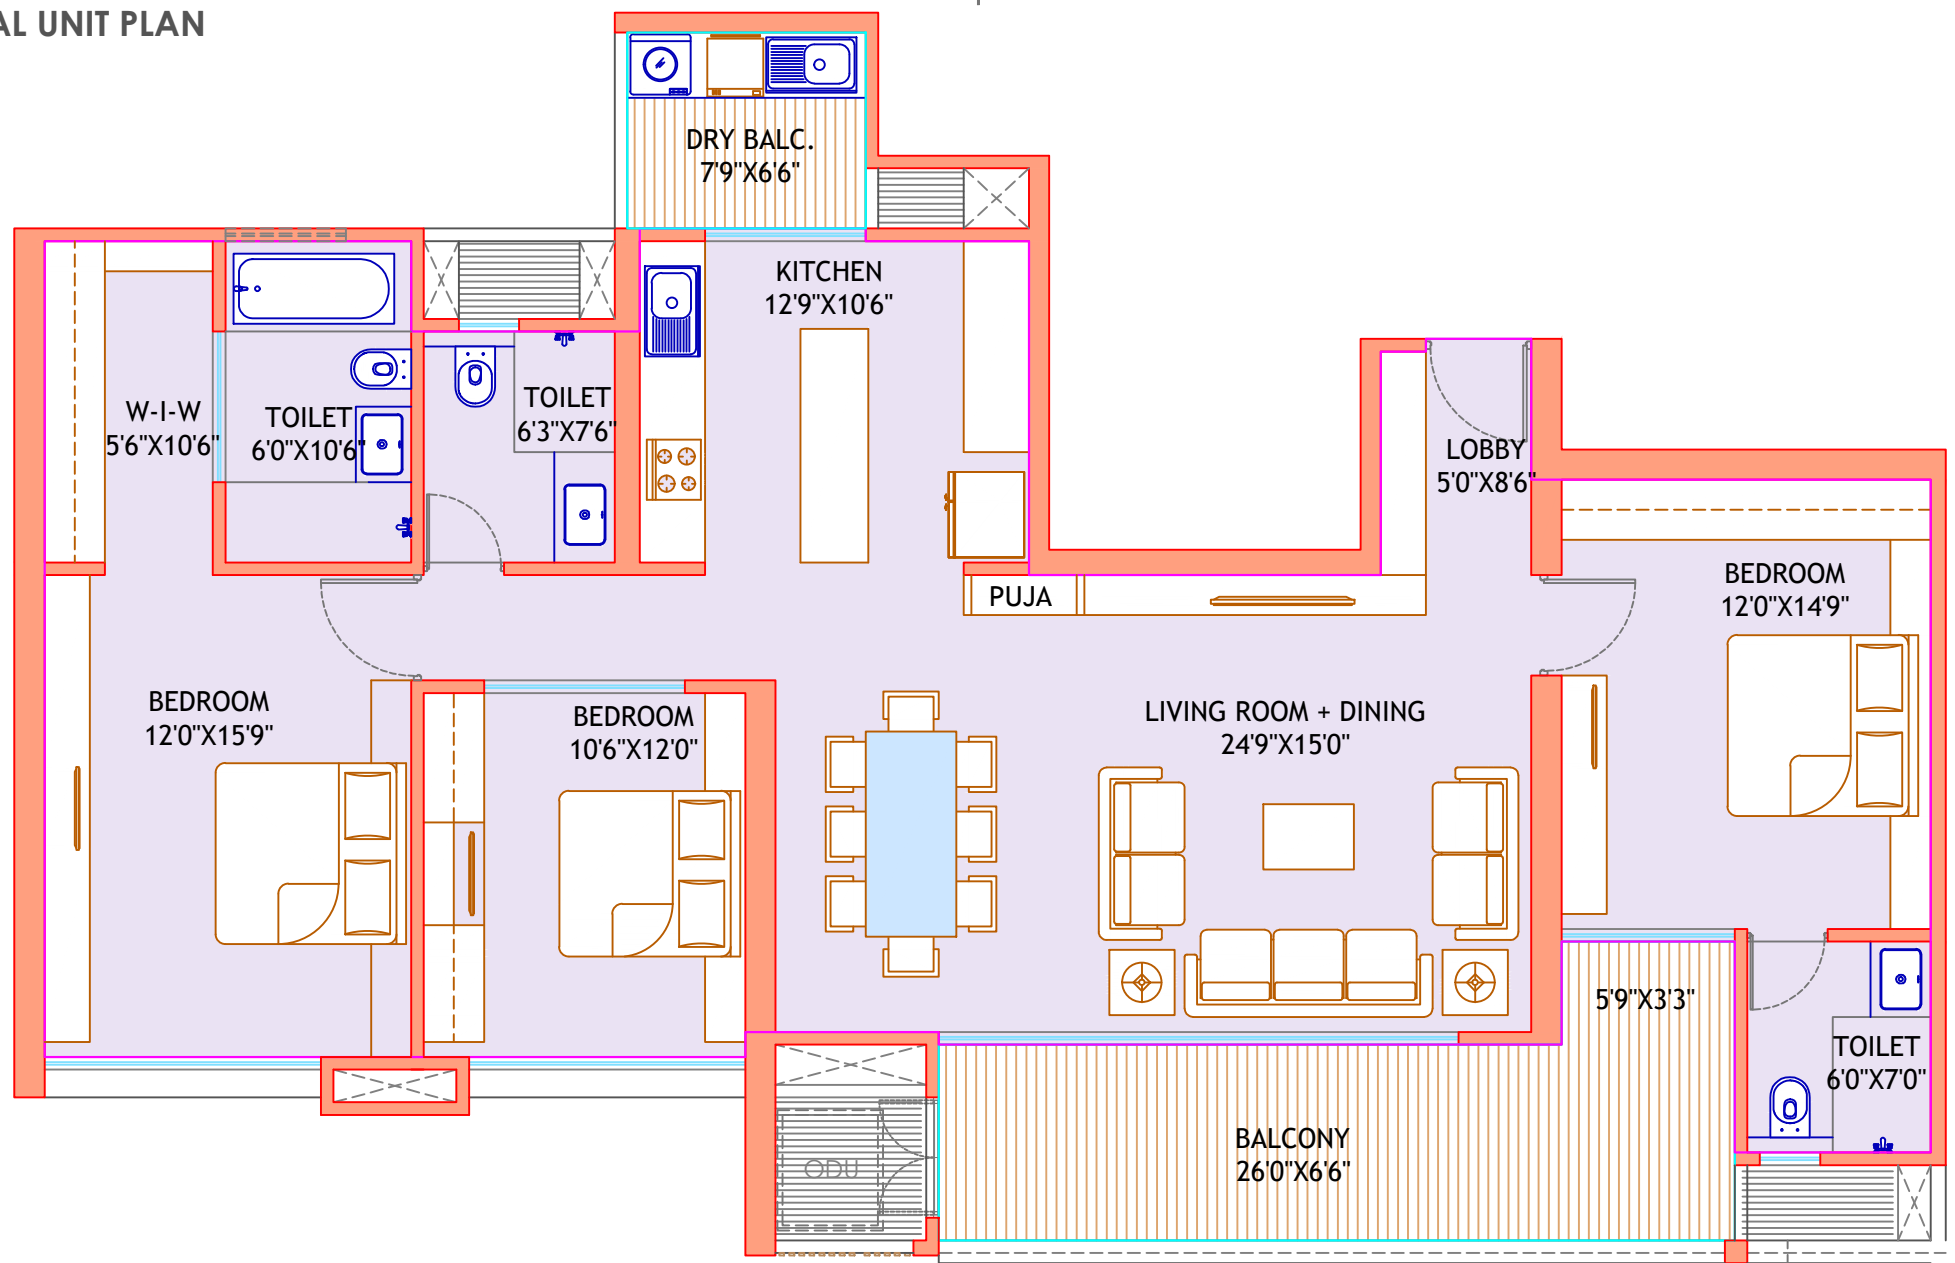 AL UNIT PLAN
DRY BALC.
7'9"X6'6"
KITCHEN
12'9"X10'6"
W-I-W
5'6"X10'6"
TOILET
6'0"X10'6"
TOILET
6'3"X7'6"
LOBBY
5'0"X8'6"
PUJA
BEDROOM
12'0"X14'9"
BEDROOM
12'0"X15'9"
BEDROOM
10'6"X12'0"
LIVING ROOM + DINING
24'9"X15'0"
5'9"X3'3"
TOILET
6'0"X7'0"
BALCONY
26'0"X6'6"
ODU